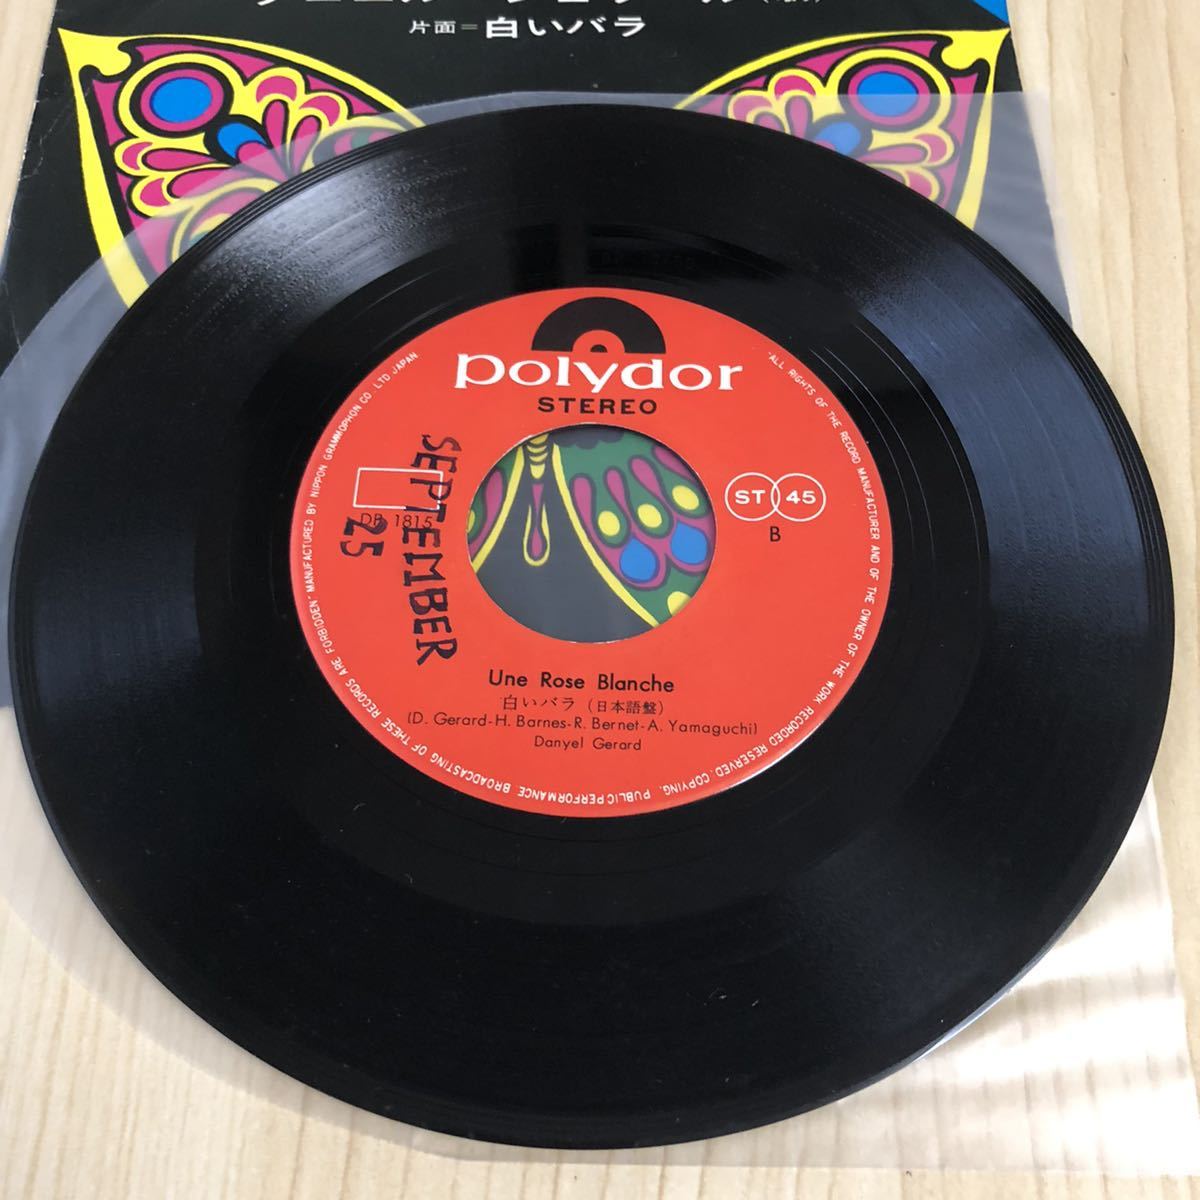 片面=白いバラ
polydor
STEREO
ST 45
B
DP 1815
SEPTEMBER
25
Une Rose Blanche
白いバラ (日本語盤)
(D. Gerard-H. Barnes-R. Bernet-A. Yamaguchi)
Danyel Gerard
ALL RIGHTS OF THE RECORD MANUFACTURER AND OF THE OWNER OF THE WORK RECORDED RESERVED. COPYING, PUBLIC PERFORMANCE BROADCASTING OF THESE RECORDS ARE FORBIDDEN·MANUFACTURED BY NIPPON GRAMMOPHON CO. LTD JAPAN